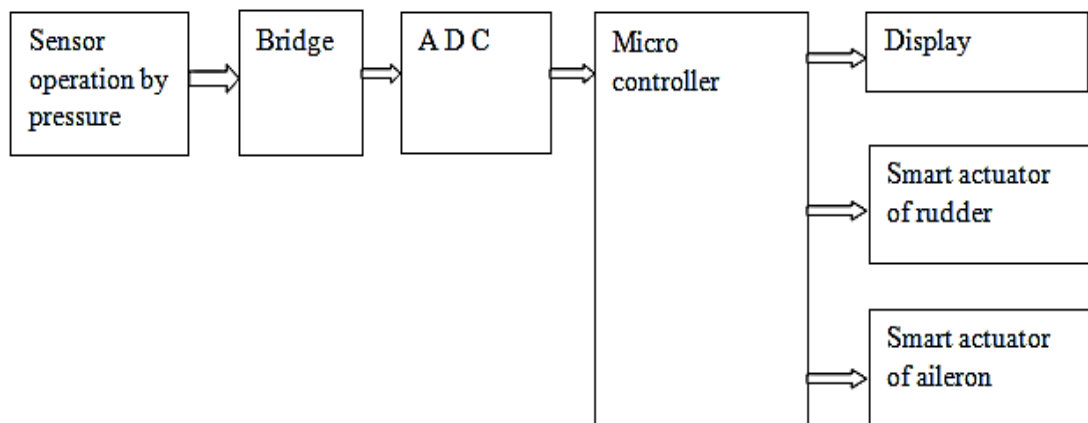 Sensor
operation by
pressure
Bridge
A D C
Micro
controller
Display
Smart actuator
of rudder
Smart actuator
of aileron